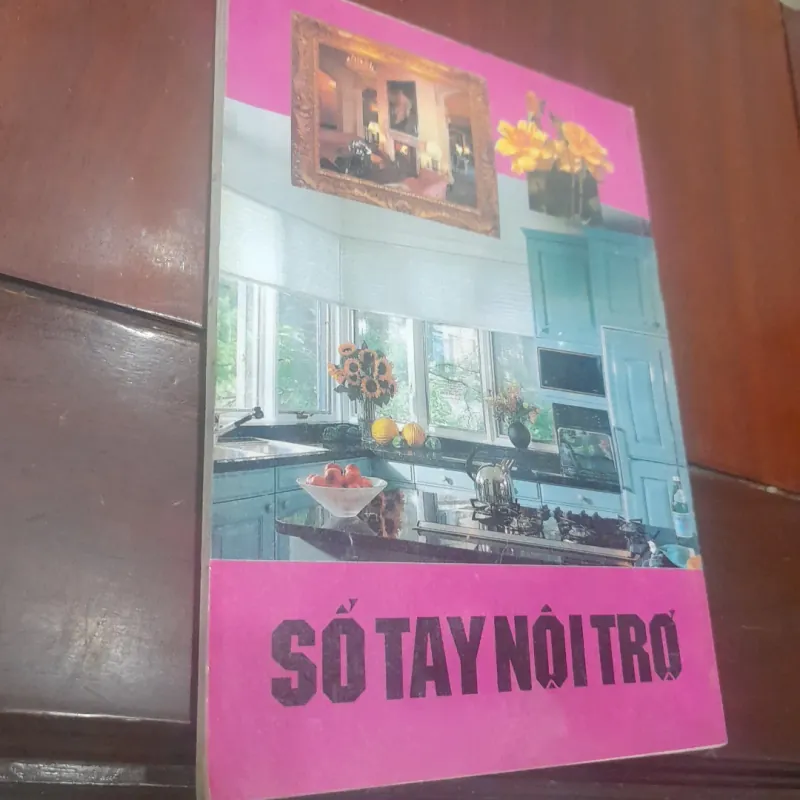 SỔ TAY NỘI TRỢ